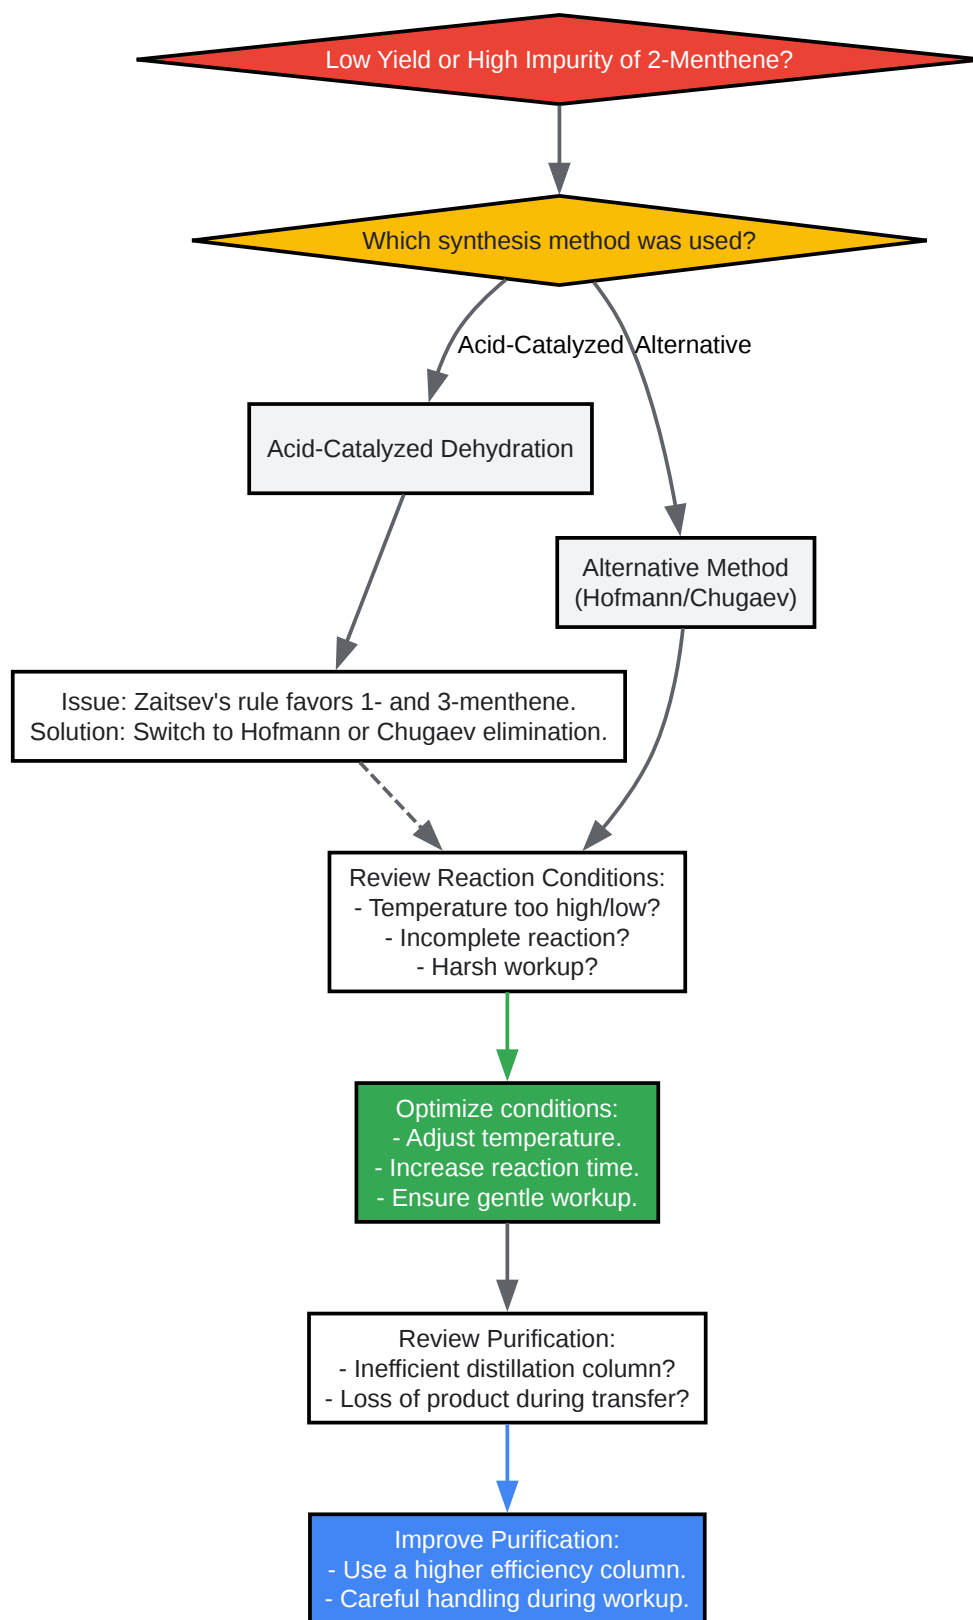 Low Yield or High Impurity of 2-Menthene?
Which synthesis method was used?
Acid-Catalyzed
Alternative
Acid-Catalyzed Dehydration
Alternative Method
(Hofmann/Chugaev)
Issue: Zaitsev's rule favors 1- and 3-menthene.
Solution: Switch to Hofmann or Chugaev elimination.
Review Reaction Conditions:
- Temperature too high/low?
- Incomplete reaction?
- Harsh workup?
Optimize conditions:
- Adjust temperature.
- Increase reaction time.
- Ensure gentle workup.
Review Purification:
- Inefficient distillation column?
- Loss of product during transfer?
Improve Purification:
- Use a higher efficiency column.
- Careful handling during workup.